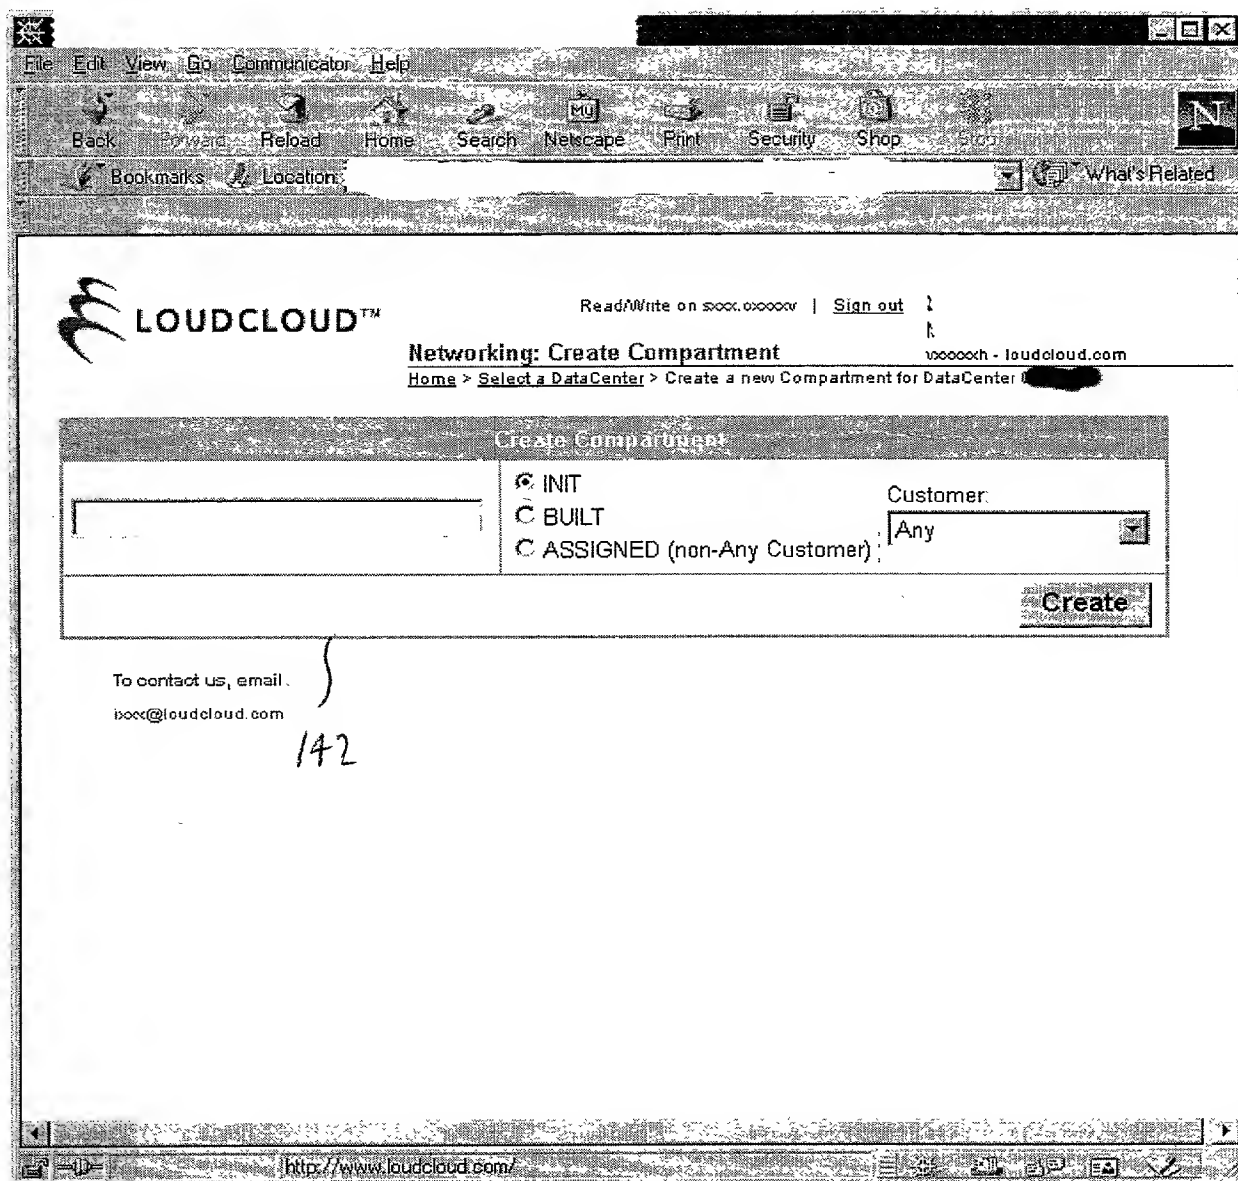 File Edit View Go Communicator Help
Back Forward Reload Home Search Netscape Print Security Shop Stop
My
N
Bookmarks Location: What's Related
LOUDCLOUD™
Read/Write on | Sign out
Networking: Create Compartment
h - loudcloud.com
Home > Select a DataCenter > Create a new Compartment for DataCenter
Create Compartment
INIT
BUILT
ASSIGNED (non-Any Customer)
Customer:
Any
Create
To contact us, email.
@loudcloud.com
142
http://www.loudcloud.com/